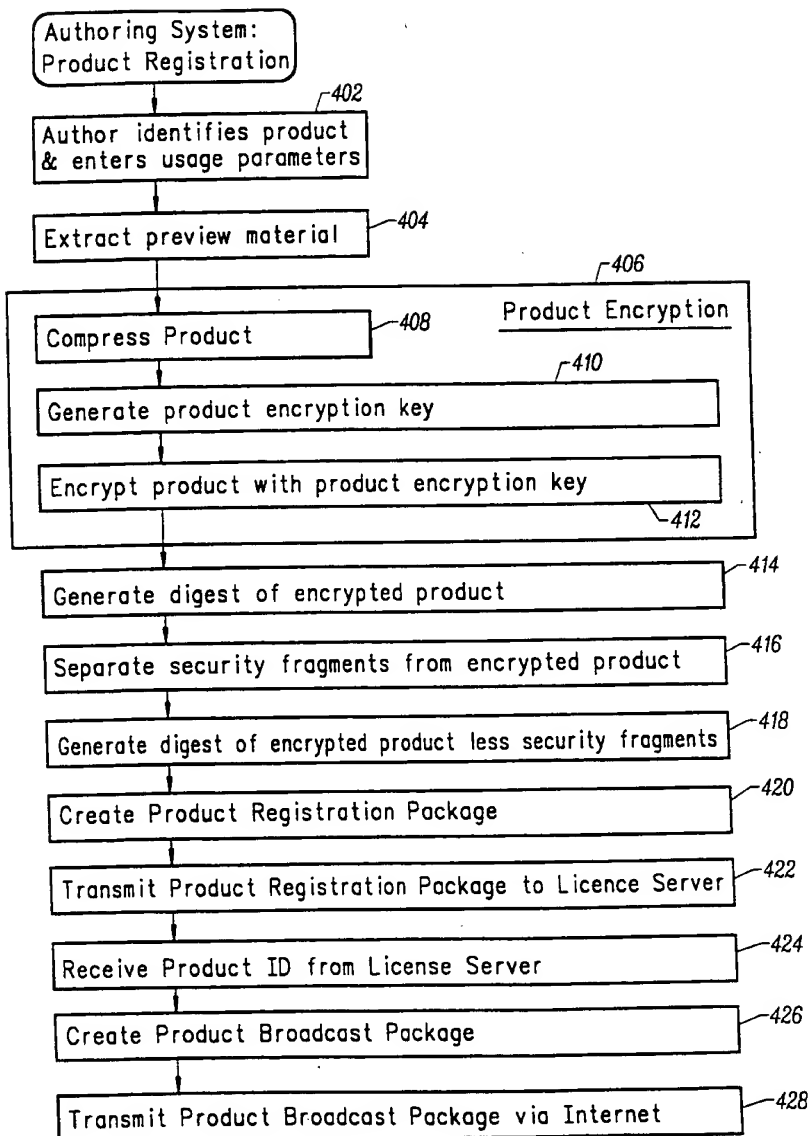 Authoring System:
Product Registration
402
Author identifies product
& enters usage parameters
404
Extract preview material
406
Product Encryption
408
Compress Product
410
Generate product encryption key
Encrypt product with product encryption key
412
414
Generate digest of encrypted product
416
Separate security fragments from encrypted product
418
Generate digest of encrypted product less security fragments
420
Create Product Registration Package
422
Transmit Product Registration Package to Licence Server
424
Receive Product ID from License Server
426
Create Product Broadcast Package
428
Transmit Product Broadcast Package via Internet